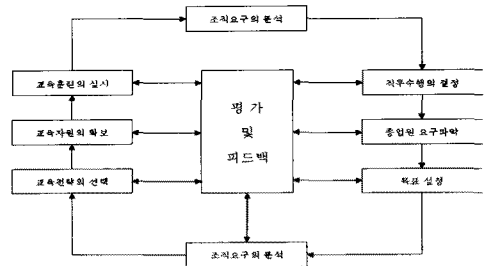 조직요구의 분석
교육훈련의 실시
직무수행의 결정
평가
및
피드백
교육자원의 확보
종업원 요구파악
교육전략의 선택
목표 설정
조직요구의 분석